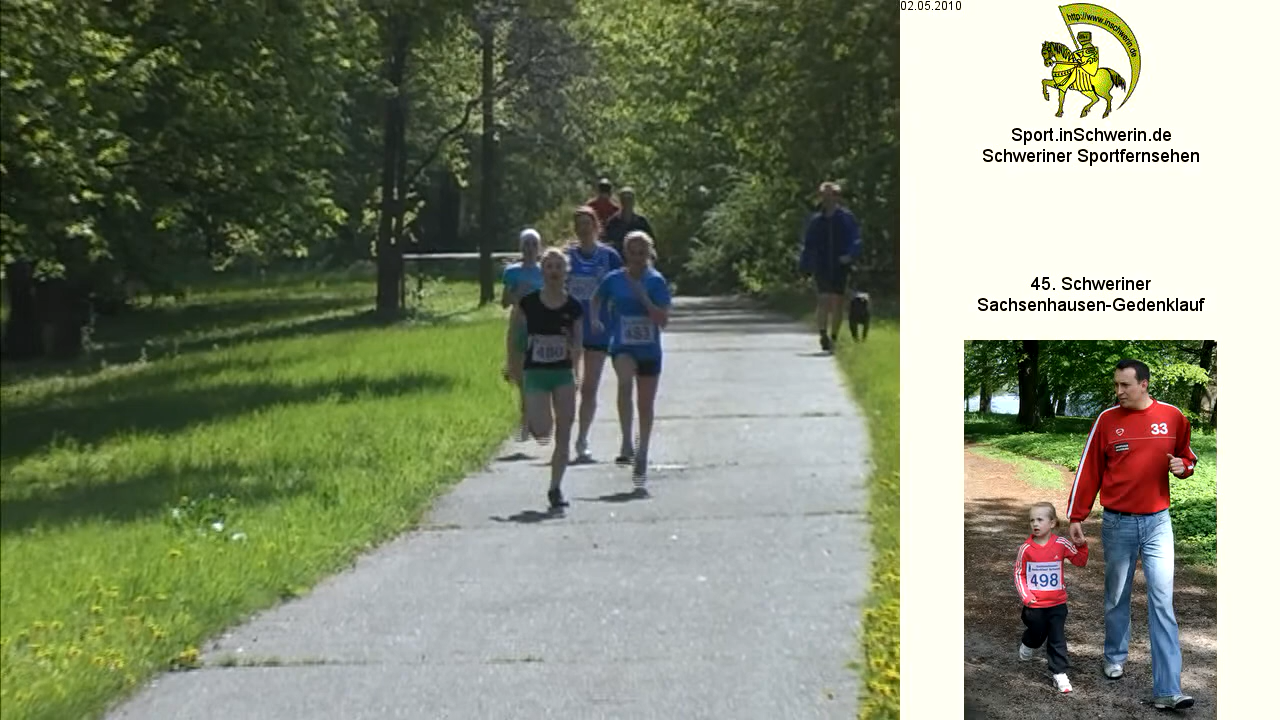 02.05.2010
http://www.inschwerin.de
Sport.inSchwerin.de
Schweriner Sportfernsehen
45. Schweriner
Sachsenhausen-Gedenklauf
480
483
33
498